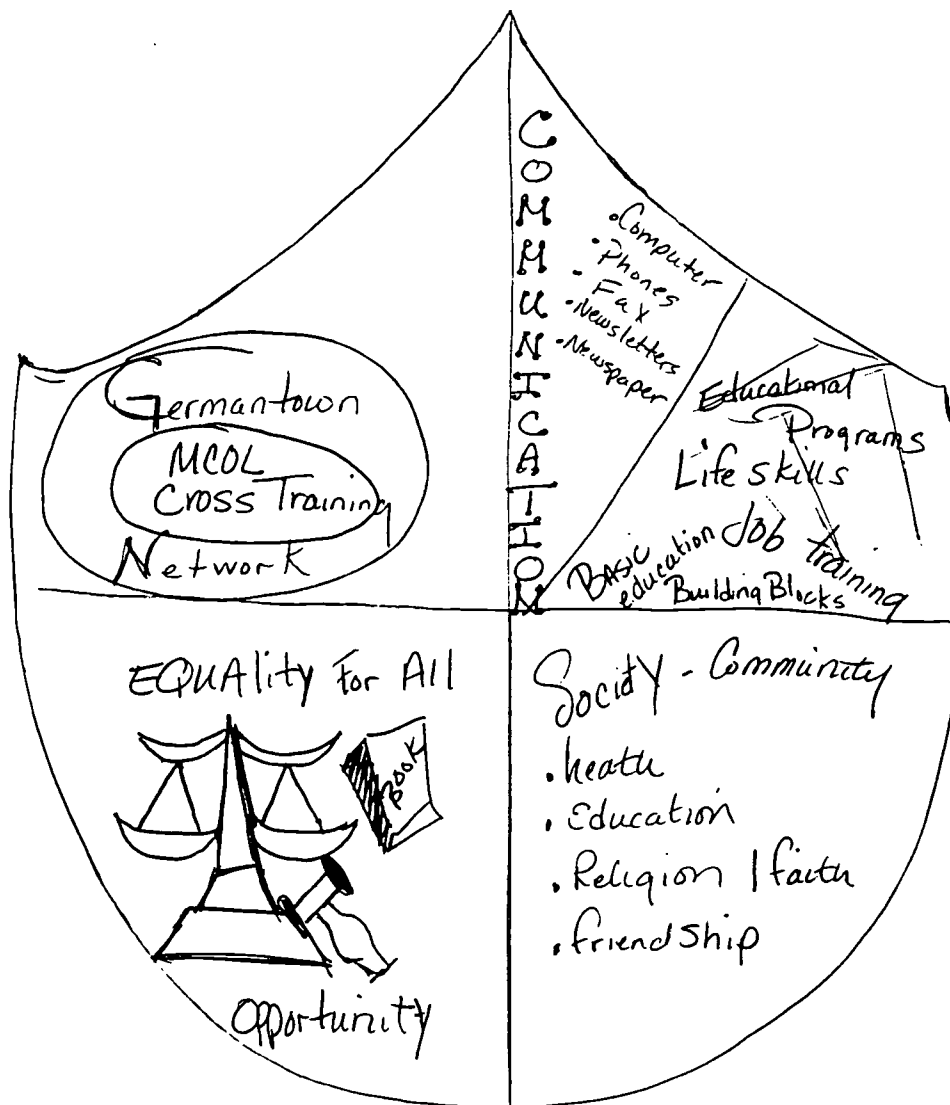 COMMUNICATION
• Computer
• Phones
• Fax
• Newsletters
• Newspaper
Germantown
MCOL
Cross Training
Network
Educational
Programs
Life skills
Job Training
BASIC
education
Building Blocks
EQUAlity For All
BOOK
Opportunity
Socity - Community
• heath
• Education
• Religion / faith
• friendship